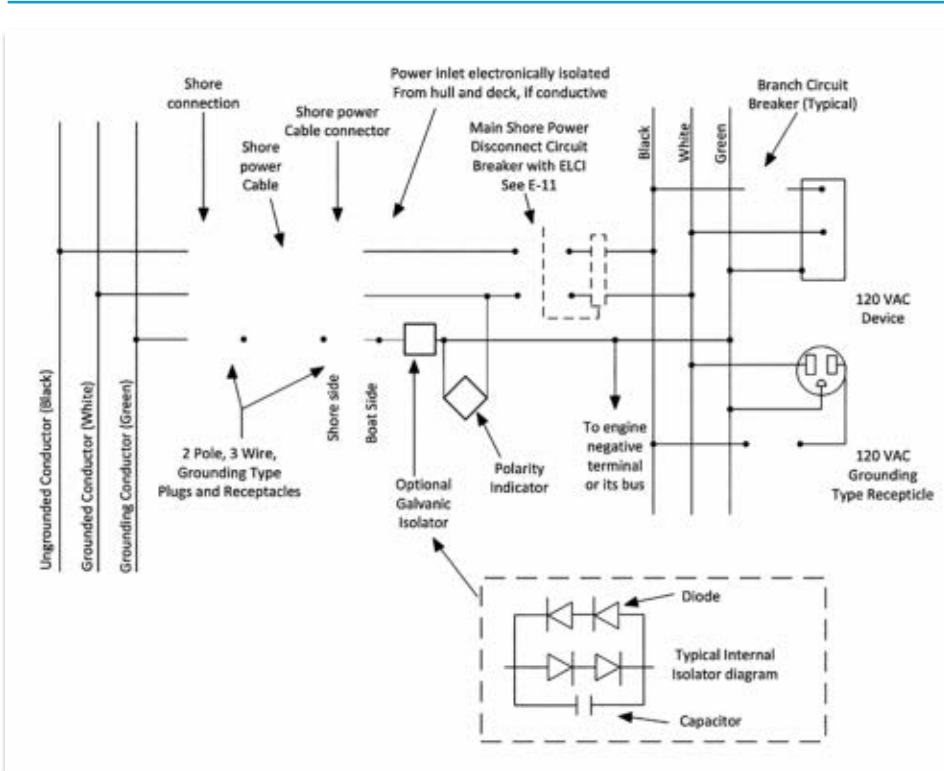 Shore
connection
Shore
power
Cable
Shore power
Cable connector
Power inlet electronically isolated
From hull and deck, if conductive
Main Shore Power
Disconnect Circuit
Breaker with ELCI
See E-11
Black
White
Green
Branch Circuit
Breaker (Typical)
120 VAC
Device
Ungrounded Conductor (Black)
Grounded Conductor (White)
Grounding Conductor (Green)
2 Pole, 3 Wire,
Grounding Type
Plugs and Receptacles
Shore side
Boat Side
Optional
Galvanic
Isolator
Polarity
Indicator
To engine
negative
terminal
or its bus
120 VAC
Grounding
Type Recepticle
Diode
Typical Internal
Isolator diagram
Capacitor